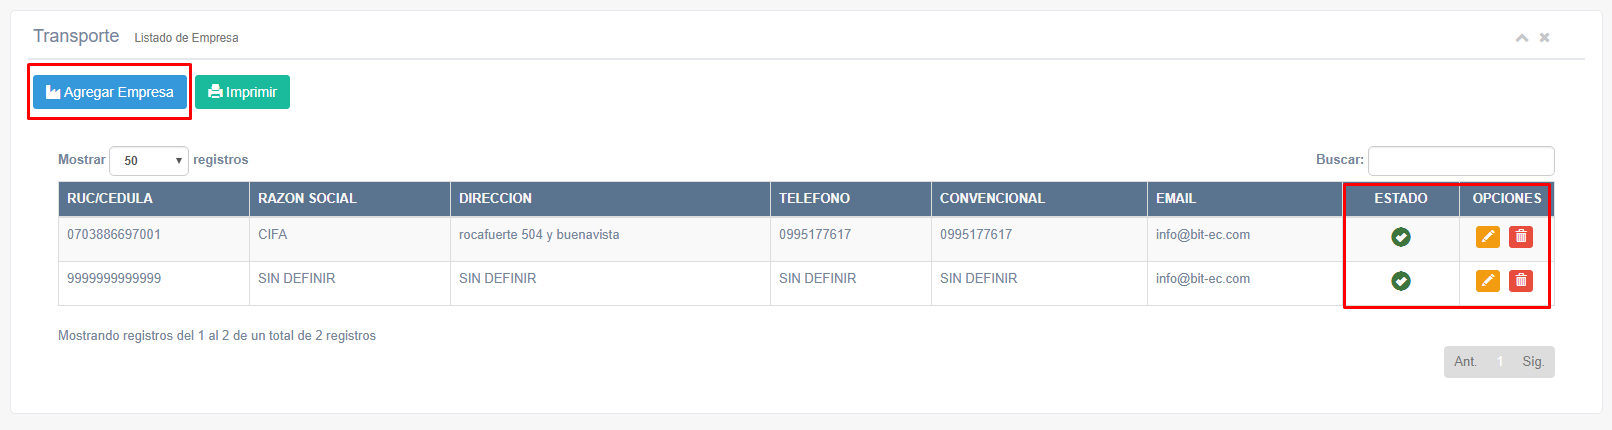 Transporte Listado de Empresa
Agregar Empresa Imprimir
Mostrar 50 registros Buscar:
RUC/CEDULA RAZON SOCIAL DIRECCION TELEFONO CONVENCIONAL EMAIL ESTADO OPCIONES
0703886697001 CIFA rocafuerte 504 y buenavista 0995177617 0995177617 info@bit-ec.com
9999999999999 SIN DEFINIR SIN DEFINIR SIN DEFINIR SIN DEFINIR info@bit-ec.com
Mostrando registros del 1 al 2 de un total de 2 registros
Ant. 1 Sig.